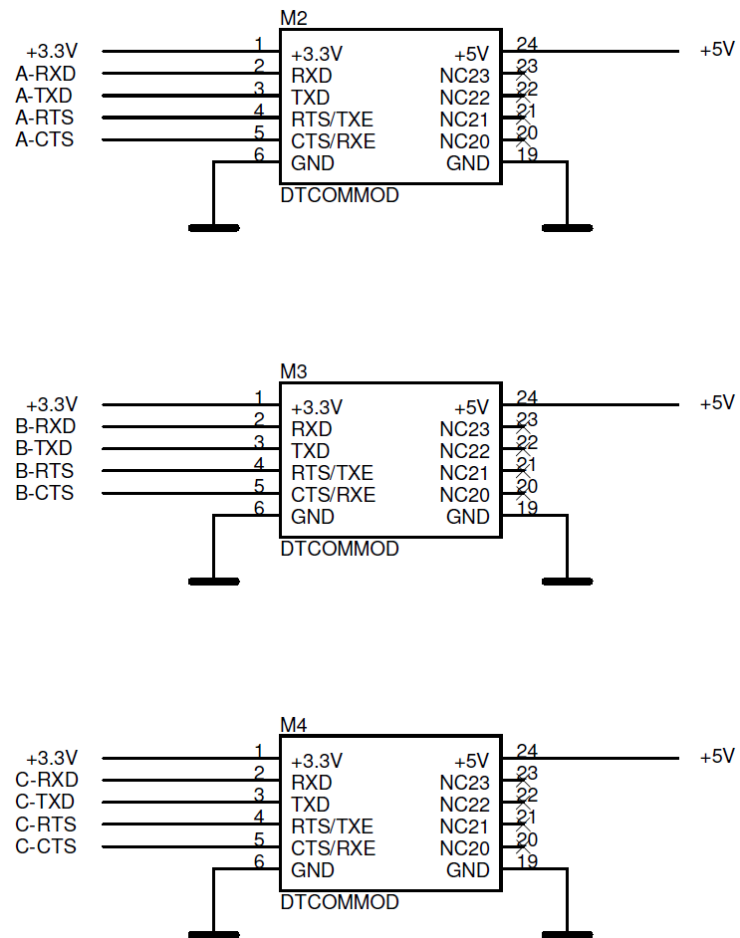 M2
+3.3V 1 +3.3V +5V 24 +5V
A-RXD 2 RXD NC23 23
A-TXD 3 TXD NC22 22
A-RTS 4 RTS/TXE NC21 21
A-CTS 5 CTS/RXE NC20 20
6 GND GND 19
DTCOMMOD
M3
+3.3V 1 +3.3V +5V 24 +5V
B-RXD 2 RXD NC23 23
B-TXD 3 TXD NC22 22
B-RTS 4 RTS/TXE NC21 21
B-CTS 5 CTS/RXE NC20 20
6 GND GND 19
DTCOMMOD
M4
+3.3V 1 +3.3V +5V 24 +5V
C-RXD 2 RXD NC23 23
C-TXD 3 TXD NC22 22
C-RTS 4 RTS/TXE NC21 21
C-CTS 5 CTS/RXE NC20 20
6 GND GND 19
DTCOMMOD